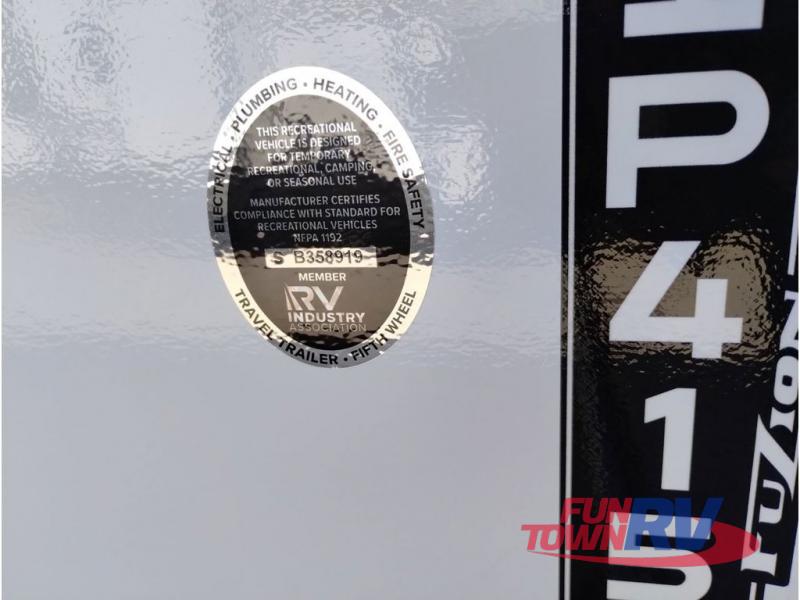 ELECTRICAL • PLUMBING • HEATING • FIRE SAFETY
THIS RECREATIONAL
VEHICLE IS DESIGNED
FOR TEMPORARY
RECREATIONAL, CAMPING
OR SEASONAL USE
MANUFACTURER CERTIFIES
COMPLIANCE WITH STANDARD FOR
RECREATIONAL VEHICLES
NFPA 1192
S B358919
MEMBER
RV
INDUSTRY
ASSOCIATION
TRAVEL TRAILER • FIFTH WHEEL
P
4
1
FUZION
FUN
TOWN RV